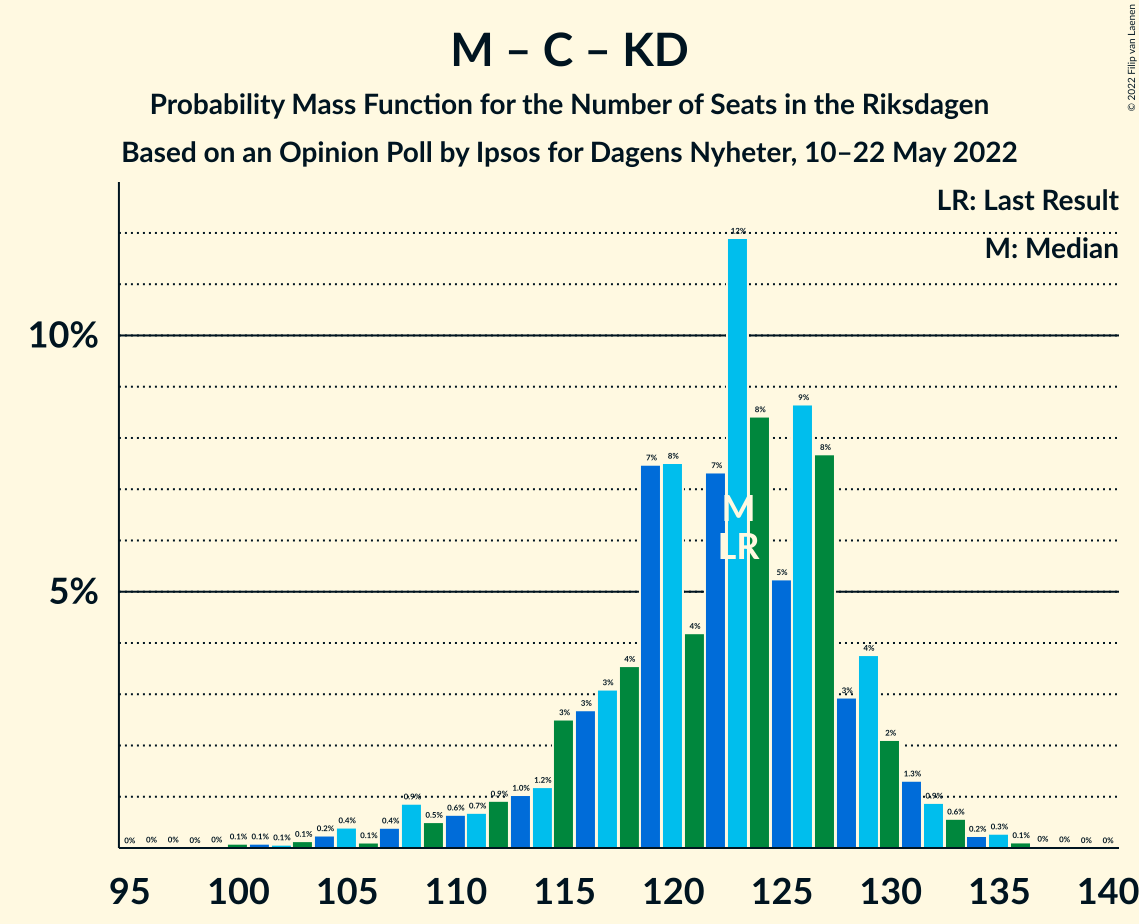 M – C – KD
Probability Mass Function for the Number of Seats in the Riksdagen
Based on an Opinion Poll by Ipsos for Dagens Nyheter, 10–22 May 2022
© 2022 Filip van Laenen
LR: Last Result
M: Median
10%
5%
0% 0% 0% 0% 0% 0.1% 0.1% 0.1% 0.1% 0.2% 0.4% 0.1% 0.4% 0.9% 0.5% 0.6% 0.7% 0.9% 1.0% 1.2% 3% 3% 3% 4% 7% 8% 4% 7% 12% 8% 5% 9% 8% 3% 4% 2% 1.3% 0.9% 0.6% 0.2% 0.3% 0.1% 0% 0% 0% 0%
M
LR
95 100 105 110 115 120 125 130 135 140